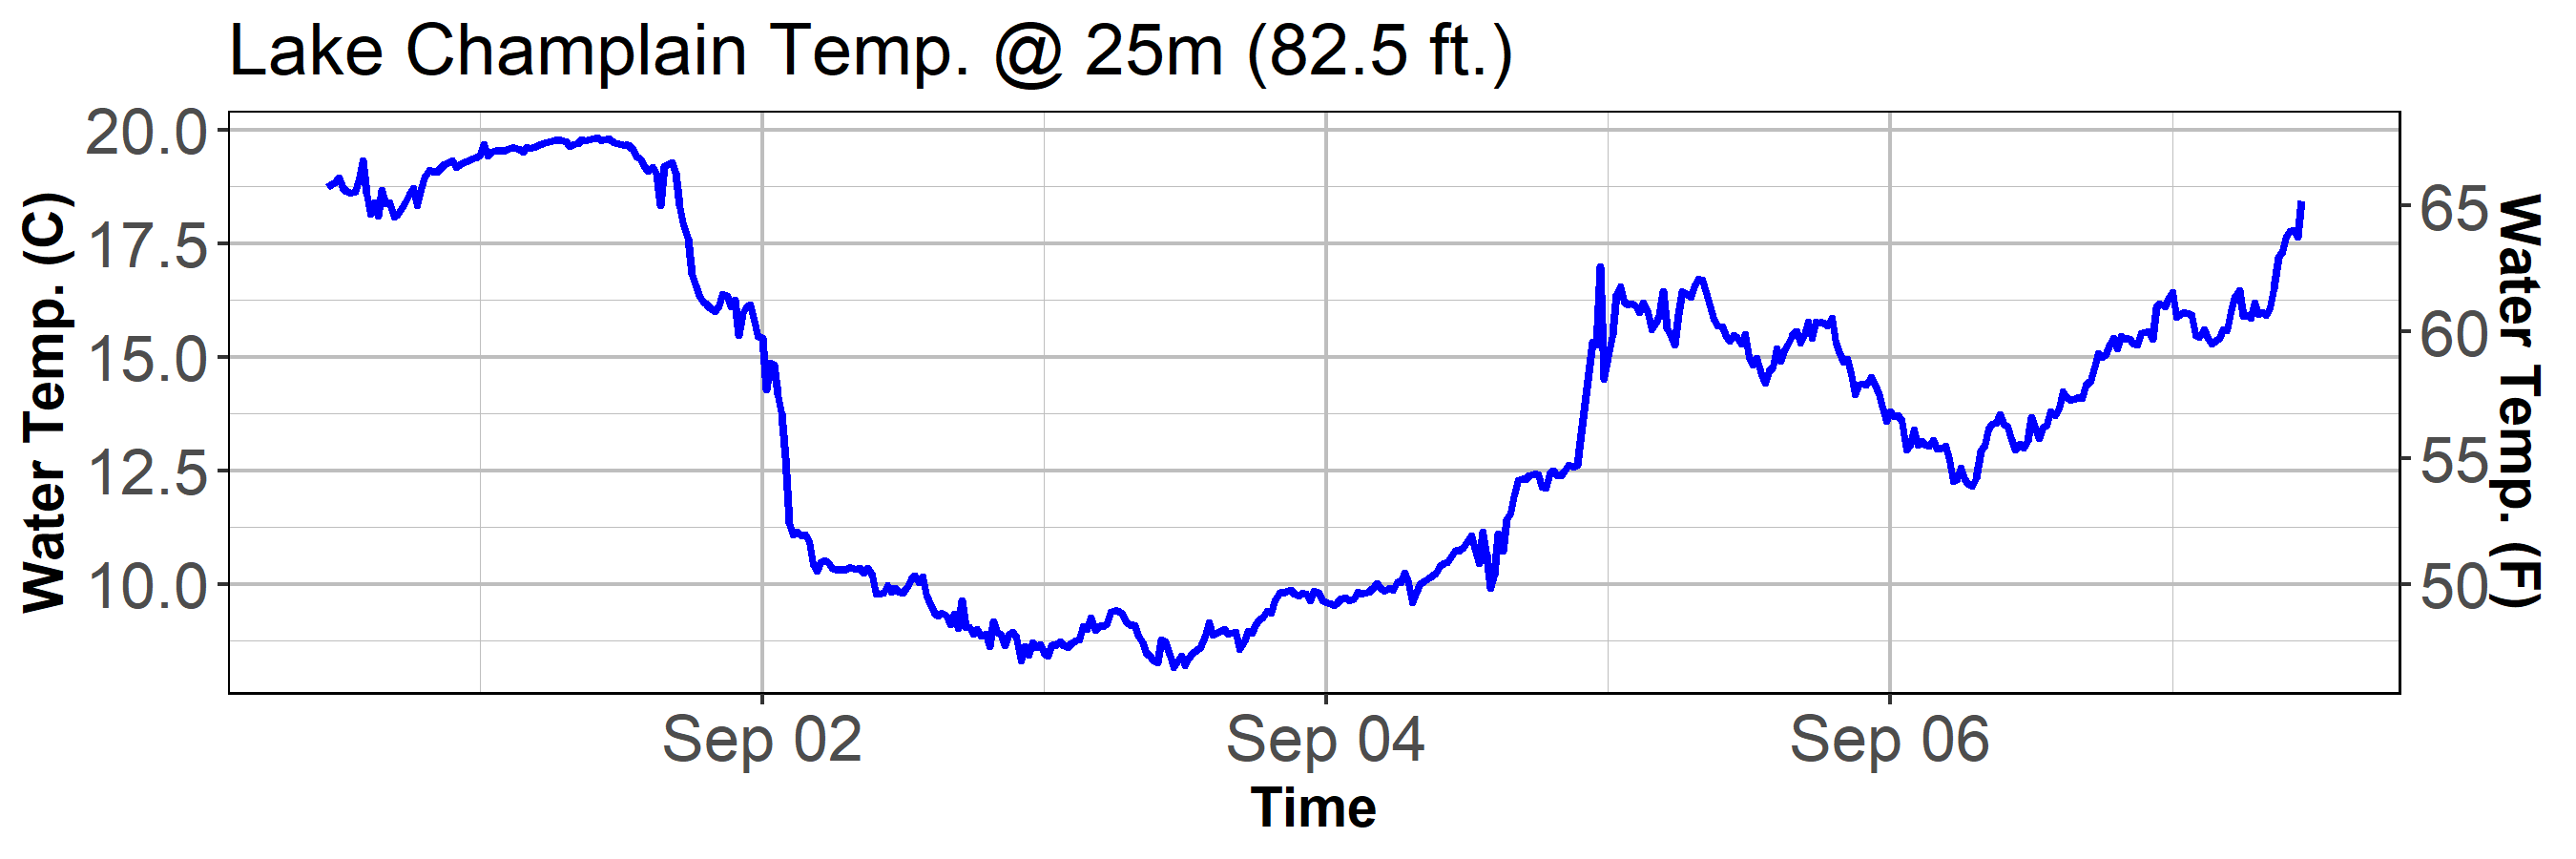 Lake Champlain Temp. @ 25m (82.5 ft.)
Water Temp. (C)
20.0
17.5
15.0
12.5
10.0
65
60
55
50
Water Temp. (F)
Sep 02 Sep 04 Sep 06
Time